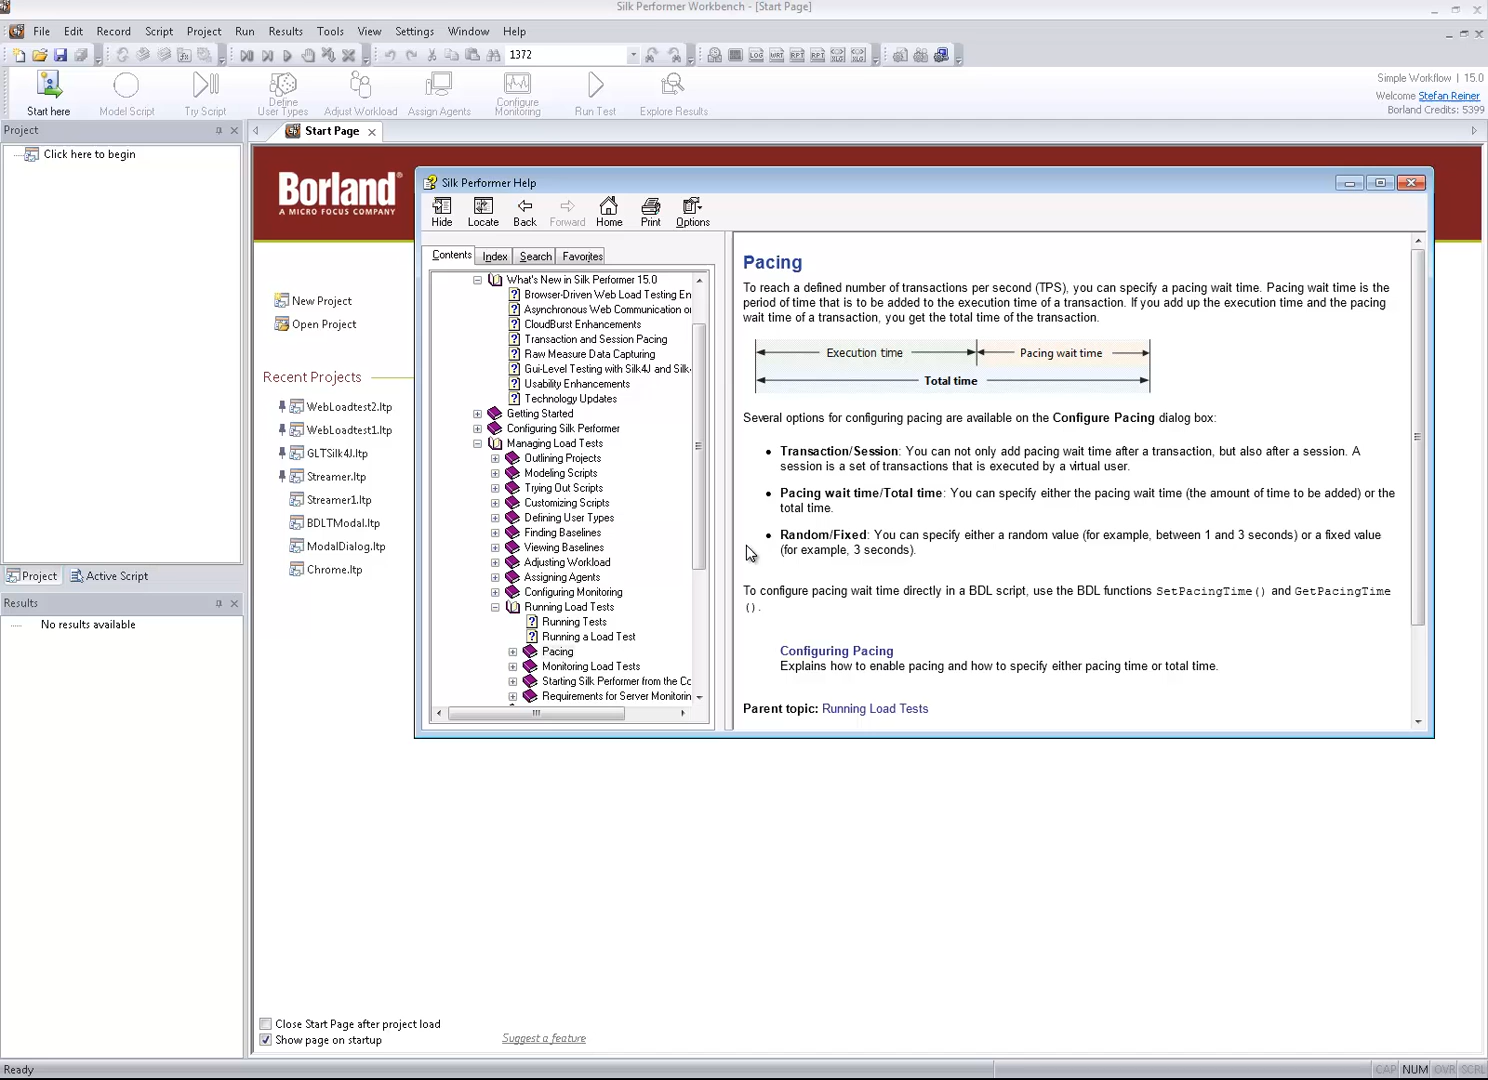 Silk Performer Workbench - [Start Page]
File Edit Record Script Project Run Results Tools View Settings Window Help
1372
Simple Workflow | 15.0
Welcome Stefan Reiner
Borland Credits: 5399
Start here Model Script Try Script Define User Types Adjust Workload Assign Agents Configure Monitoring Run Test Explore Results
Project
Click here to begin
Project Active Script
Results
No results available
Start Page
Borland®
A MICRO FOCUS COMPANY
New Project
Open Project
Recent Projects
WebLoadtest2.ltp
WebLoadtest1.ltp
GLTSilk4J.ltp
Streamer.ltp
Streamer1.ltp
BDLTModal.ltp
ModalDialog.ltp
Chrome.ltp
Silk Performer Help
Hide Locate Back Forward Home Print Options
Contents Index Search Favorites
What's New in Silk Performer 15.0
Browser-Driven Web Load Testing En
Asynchronous Web Communication or
CloudBurst Enhancements
Transaction and Session Pacing
Raw Measure Data Capturing
Gui-Level Testing with Silk4J and Silk
Usability Enhancements
Technology Updates
Getting Started
Configuring Silk Performer
Managing Load Tests
Outlining Projects
Modeling Scripts
Trying Out Scripts
Customizing Scripts
Defining User Types
Finding Baselines
Viewing Baselines
Adjusting Workload
Assigning Agents
Configuring Monitoring
Running Load Tests
Running Tests
Running a Load Test
Pacing
Monitoring Load Tests
Starting Silk Performer from the Co
Requirements for Server Monitorin
Pacing
To reach a defined number of transactions per second (TPS), you can specify a pacing wait time. Pacing wait time is the
period of time that is to be added to the execution time of a transaction. If you add up the execution time and the pacing
wait time of a transaction, you get the total time of the transaction.
Execution time Pacing wait time
Total time
Several options for configuring pacing are available on the Configure Pacing dialog box:
• Transaction/Session: You can not only add pacing wait time after a transaction, but also after a session. A
session is a set of transactions that is executed by a virtual user.
• Pacing wait time/Total time: You can specify either the pacing wait time (the amount of time to be added) or the
total time.
• Random/Fixed: You can specify either a random value (for example, between 1 and 3 seconds) or a fixed value
(for example, 3 seconds).
To configure pacing wait time directly in a BDL script, use the BDL functions SetPacingTime() and GetPacingTime
().
Configuring Pacing
Explains how to enable pacing and how to specify either pacing time or total time.
Parent topic: Running Load Tests
Close Start Page after project load
Show page on startup
Suggest a feature
Ready
CAP NUM OVR SCRL